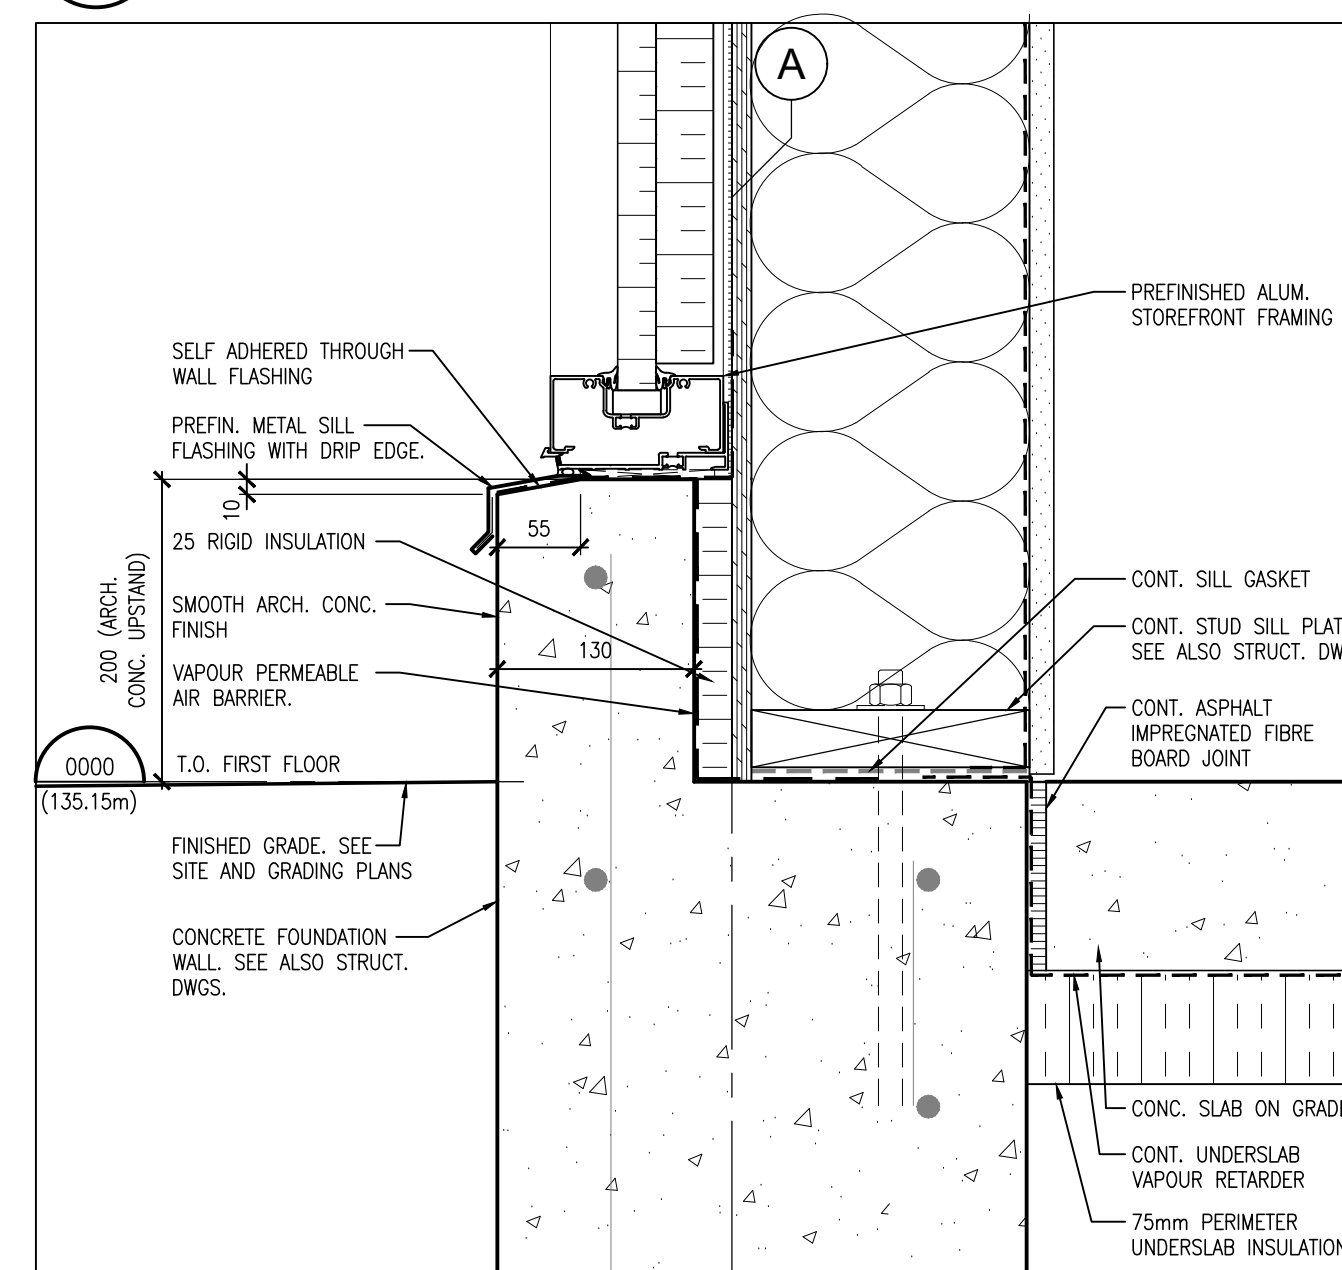 A
PREFINISHED ALUM.
STOREFRONT FRAMING
SELF ADHERED THROUGH
WALL FLASHING
PREFIN. METAL SILL
FLASHING WITH DRIP EDGE.
10
55
25 RIGID INSULATION
200 (ARCH.
CONC. UPSTAND)
SMOOTH ARCH. CONC.
FINISH
130
VAPOUR PERMEABLE
AIR BARRIER.
0000
T.O. FIRST FLOOR
(135.15m)
FINISHED GRADE. SEE
SITE AND GRADING PLANS
CONCRETE FOUNDATION
WALL. SEE ALSO STRUCT.
DWGS.
CONT. SILL GASKET
CONT. STUD SILL PLAT
SEE ALSO STRUCT. DW
CONT. ASPHALT
IMPREGNATED FIBRE
BOARD JOINT
CONC. SLAB ON GRADE
CONT. UNDERSLAB
VAPOUR RETARDER
75mm PERIMETER
UNDERSLAB INSULATION